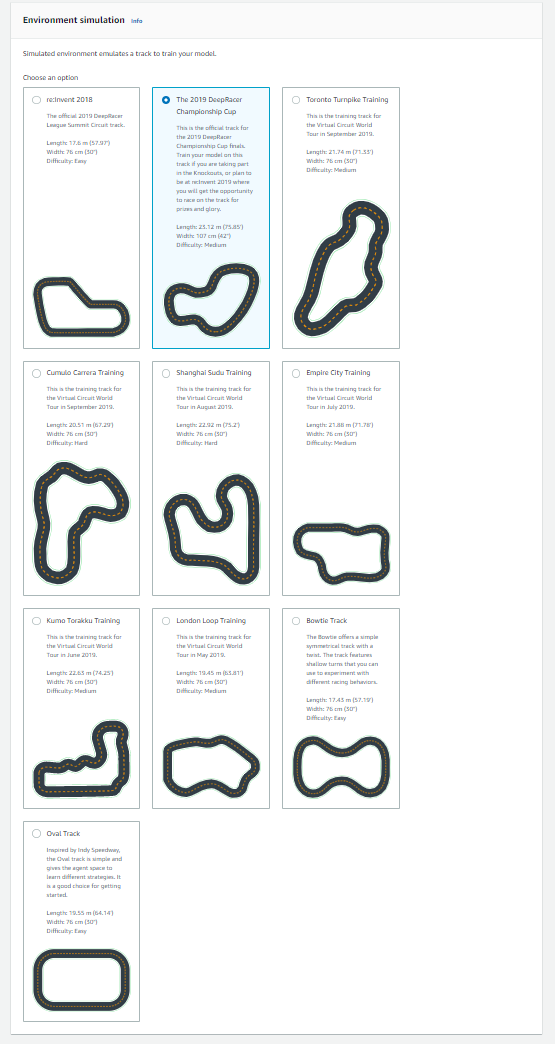 Environment simulation Info
Simulated environment emulates a track to train your model.
Choose an option
re:Invent 2018
The official 2019 DeepRacer
League Summit Circuit track.
Length: 17.6 m (57.97')
Width: 76 cm (30")
Difficulty: Easy
The 2019 DeepRacer
Championship Cup
This is the official track for
the 2019 DeepRacer
Championship Cup finals.
Train your model on this
track if you are taking part
in the Knockouts, or plan to
be at re:Invent 2019 where
you will get the opportunity
to race on the track for
prizes and glory.
Length: 23.12 m (75.85')
Width: 107 cm (42")
Difficulty: Medium
Toronto Turnpike Training
This is the training track for
the Virtual Circuit World
Tour in September 2019.
Length: 21.74 m (71.33')
Width: 76 cm (30")
Difficulty: Medium
Cumulo Carrera Training
This is the training track for
the Virtual Circuit World
Tour in September 2019.
Length: 20.51 m (67.29')
Width: 76 cm (30")
Difficulty: Hard
Shanghai Sudu Training
This is the training track for
the Virtual Circuit World
Tour in August 2019.
Length: 22.92 m (75.2')
Width: 76 cm (30")
Difficulty: Hard
Empire City Training
This is the training track for
the Virtual Circuit World
Tour in July 2019.
Length: 21.88 m (71.78')
Width: 76 cm (30")
Difficulty: Medium
Kumo Torakku Training
This is the training track for
the Virtual Circuit World
Tour in June 2019.
Length: 22.63 m (74.25')
Width: 76 cm (30")
Difficulty: Medium
London Loop Training
This is the training track for
the Virtual Circuit World
Tour in May 2019.
Length: 19.45 m (63.81')
Width: 76 cm (30")
Difficulty: Medium
Bowtie Track
The Bowtie offers a simple
symmetrical track with a
twist. The track features
shallow turns that you can
use to experiment with
different racing behaviors.
Length: 17.43 m (57.19')
Width: 76 cm (30")
Difficulty: Easy
Oval Track
Inspired by Indy Speedway,
the Oval track is simple and
gives the agent space to
learn different strategies. It
is a good choice for getting
started.
Length: 19.55 m (64.14')
Width: 76 cm (30")
Difficulty: Easy